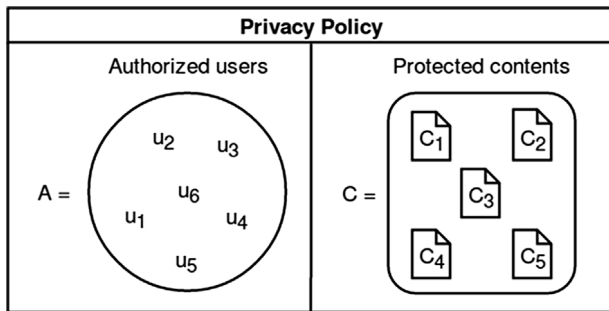 Privacy Policy
Authorized users
Protected contents
A =
u2
u3
u6
u1
u4
u5
C =
C1
C2
C3
C4
C5